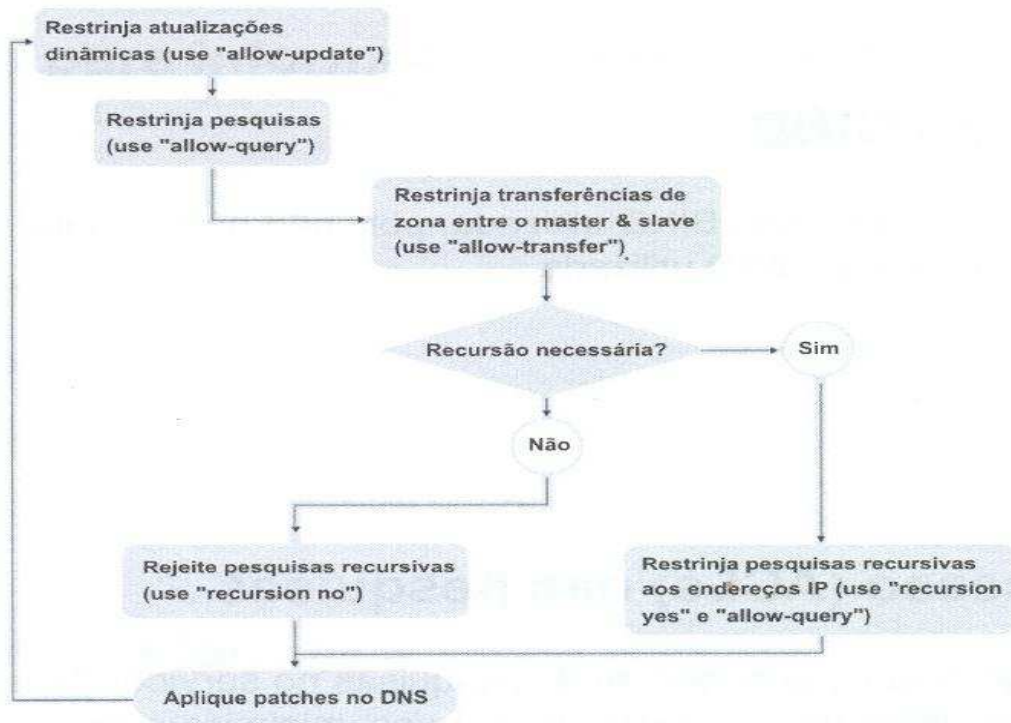 Restrinja atualizações
dinâmicas (use "allow-update")
Restrinja pesquisas
(use "allow-query")
Restrinja transferências de
zona entre o master & slave
(use "allow-transfer")
Recursão necessária?
Sim
Não
Rejeite pesquisas recursivas
(use "recursion no")
Restrinja pesquisas recursivas
aos endereços IP (use "recursion
yes" e "allow-query")
Aplique patches no DNS